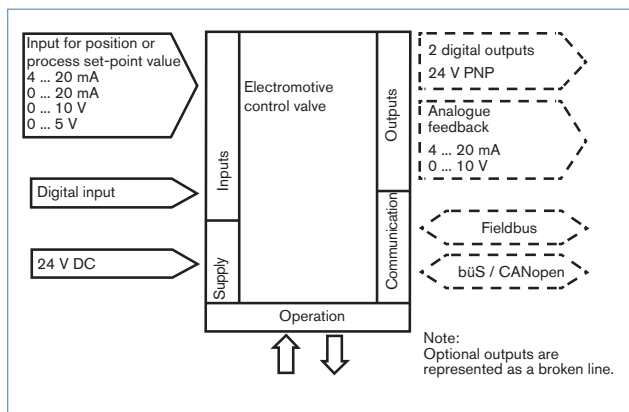 Input for position or
process set-point value
4 ... 20 mA
0 ... 20 mA
0 ... 10 V
0 ... 5 V
Digital input
24 V DC
Inputs
Supply
Electromotive
control valve
Outputs
Communication
Operation
2 digital outputs
24 V PNP
Analogue
feedback
4 ... 20 mA
0 ... 10 V
Fieldbus
büS / CANopen
Note:
Optional outputs are
represented as a broken line.